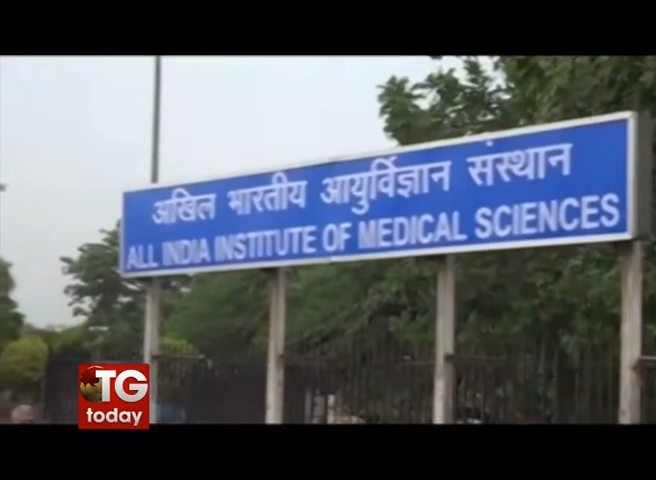 अखिल भारतीय आयुर्विज्ञान संस्थान
ALL INDIA INSTITUTE OF MEDICAL SCIENCES
TG
today